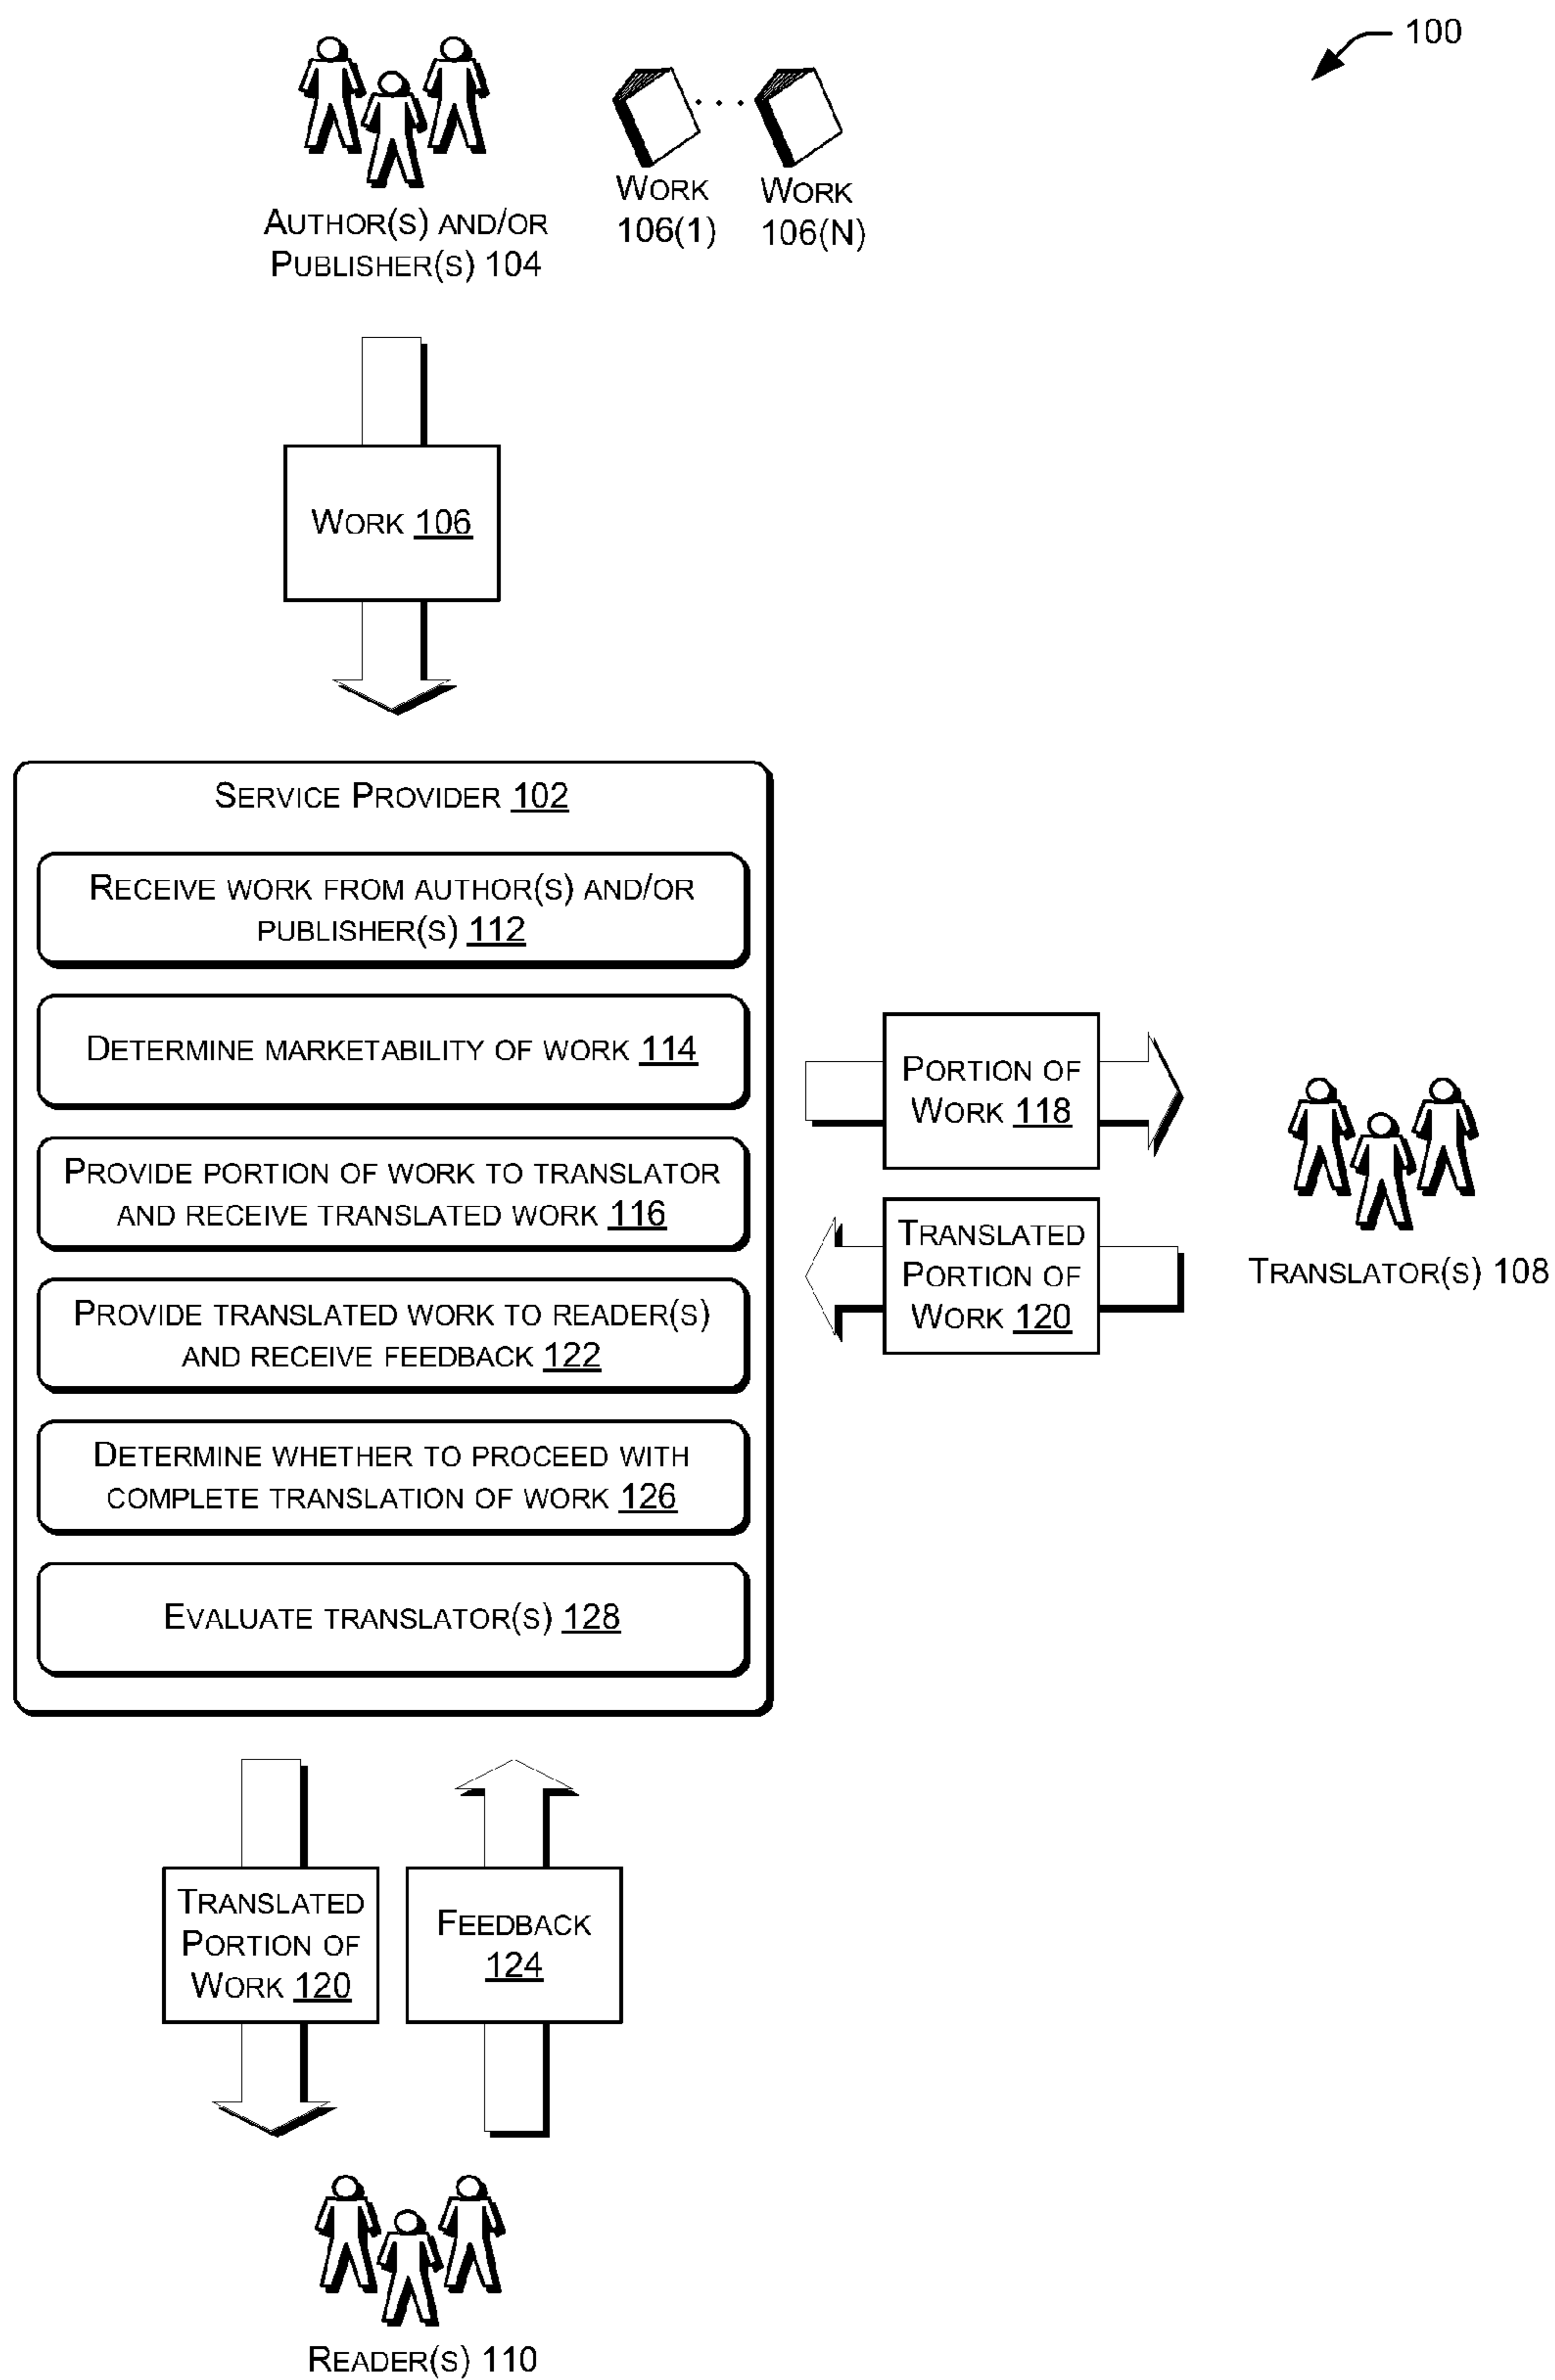 100
AUTHOR(S) AND/OR
PUBLISHER(S) 104
. . .
WORK
106(1)
WORK
106(N)
WORK 106
SERVICE PROVIDER 102
RECEIVE WORK FROM AUTHOR(S) AND/OR
PUBLISHER(S) 112
DETERMINE MARKETABILITY OF WORK 114
PROVIDE PORTION OF WORK TO TRANSLATOR
AND RECEIVE TRANSLATED WORK 116
PROVIDE TRANSLATED WORK TO READER(S)
AND RECEIVE FEEDBACK 122
DETERMINE WHETHER TO PROCEED WITH
COMPLETE TRANSLATION OF WORK 126
EVALUATE TRANSLATOR(S) 128
PORTION OF
WORK 118
TRANSLATED
PORTION OF
WORK 120
TRANSLATOR(S) 108
TRANSLATED
PORTION OF
WORK 120
FEEDBACK
124
READER(S) 110